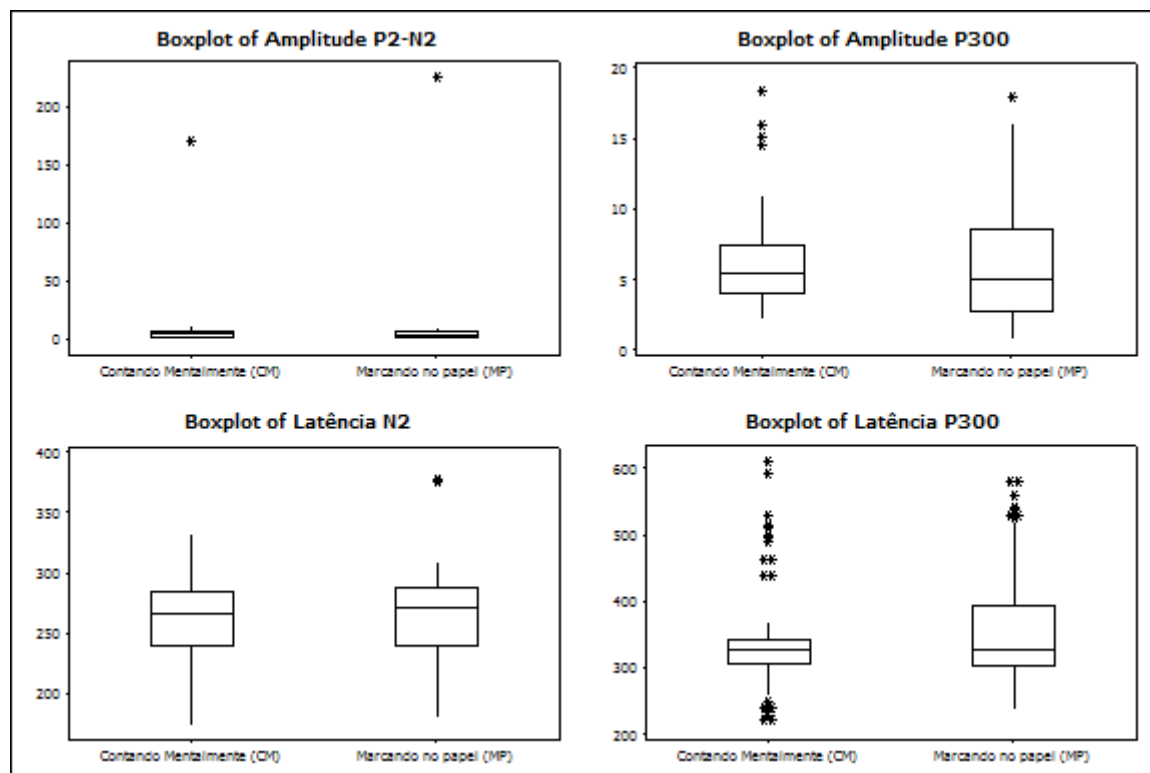 Boxplot of Amplitude P2-N2
200
150
100
50
0
Contando Mentalmente (CM)
Marcando no papel (MP)
Boxplot of Amplitude P300
20
15
10
5
0
Contando Mentalmente (CM)
Marcando no papel (MP)
Boxplot of Latência N2
400
350
300
250
200
Contando Mentalmente (CM)
Marcando no papel (MP)
Boxplot of Latência P300
600
500
400
300
200
Contando Mentalmente (CM)
Marcando no papel (MP)